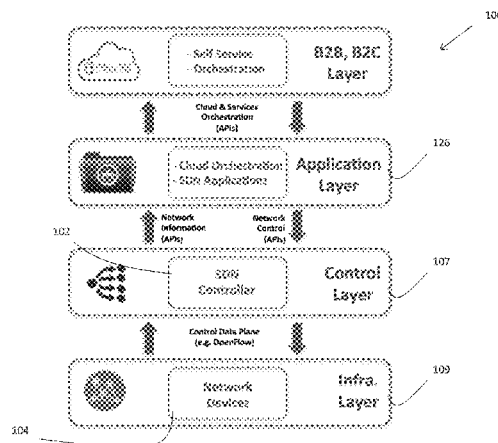 100
- Self Service
- Orchestration
B2B, B2C
Layer
Cloud & Services
Orchestration
(APIs)
- Cloud Orchestration
- SDN Applications
Application
Layer
126
Network
Information
(APIs)
Network
Control
(APIs)
102
SDN
Controller
Control
Layer
107
Control Data Plane
(e.g. OpenFlow)
Network
Devices
Infra.
Layer
109
104